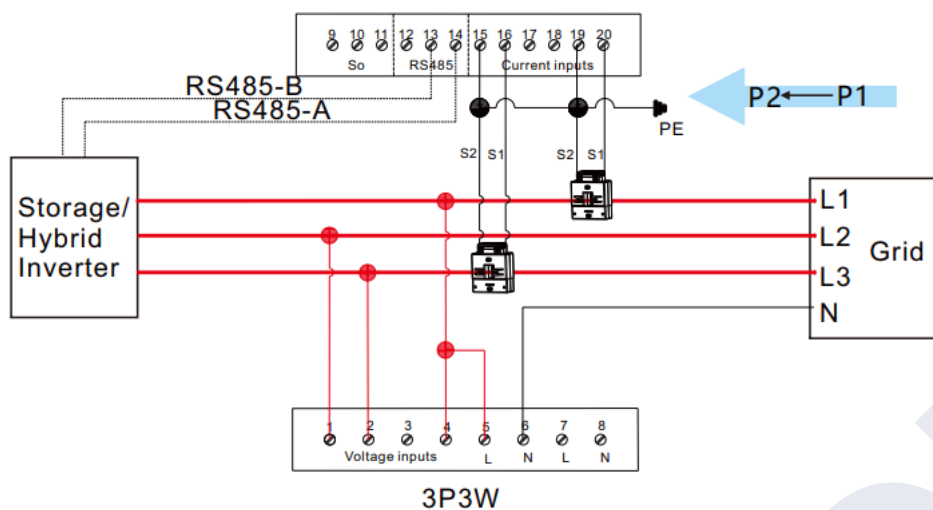 9 10 11 12 13 14 15 16 17 18 19 20
So RS485 Current inputs
RS485-B
RS485-A
P2 P1
PE
S2 S1 S2 S1
Storage/
Hybrid
Inverter
L1
L2
L3
N
Grid
1 2 3 4 5 6 7 8
Voltage inputs L N L N
3P3W